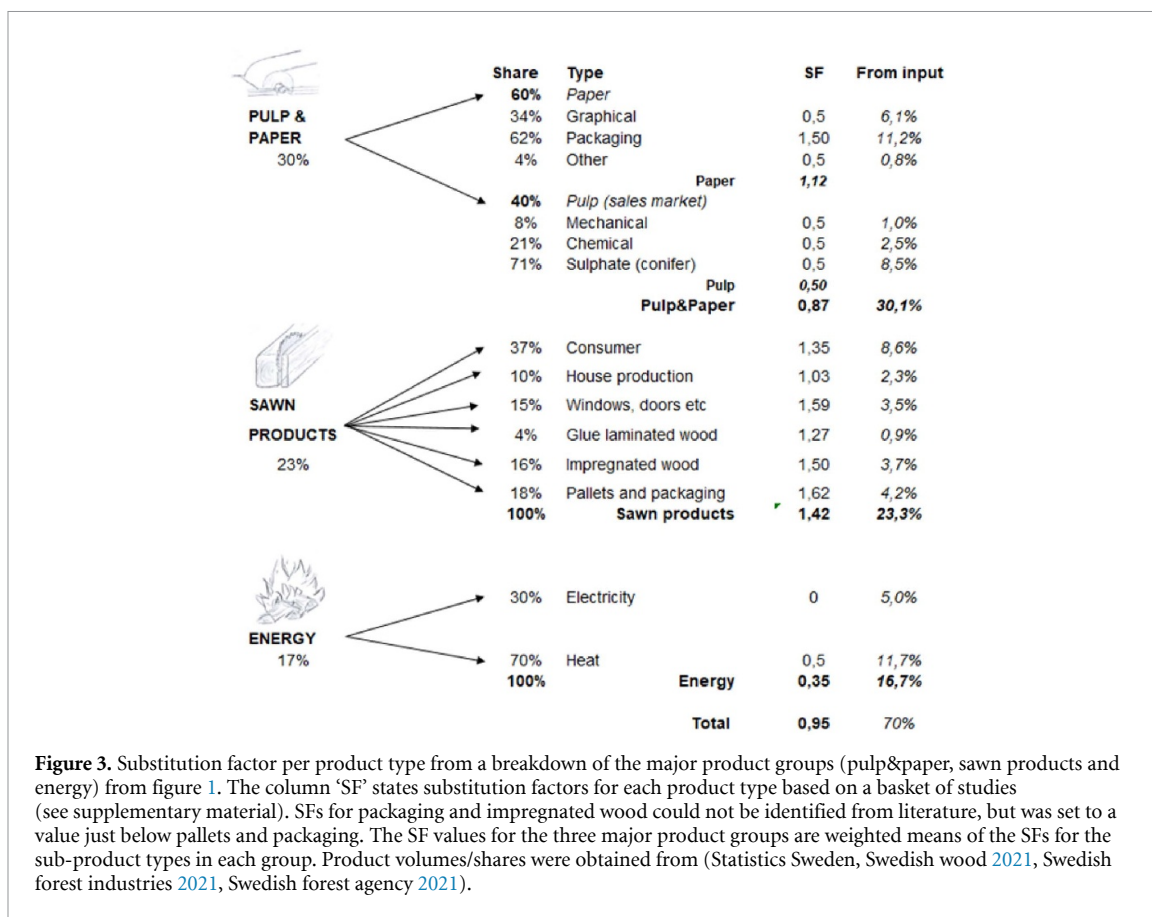 Share Type SF From input
60% Paper
PULP & 34% Graphical 0,5 6,1%
PAPER 62% Packaging 1,50 11,2%
30% 4% Other 0,5 0,8%
Paper 1,12
40% Pulp (sales market)
8% Mechanical 0,5 1,0%
21% Chemical 0,5 2,5%
71% Sulphate (conifer) 0,5 8,5%
Pulp 0,50
Pulp&Paper 0,87 30,1%
37% Consumer 1,35 8,6%
10% House production 1,03 2,3%
SAWN 15% Windows, doors etc 1,59 3,5%
PRODUCTS 4% Glue laminated wood 1,27 0,9%
23% 16% Impregnated wood 1,50 3,7%
18% Pallets and packaging 1,62 4,2%
100% Sawn products 1,42 23,3%
30% Electricity 0 5,0%
ENERGY
17% 70% Heat 0,5 11,7%
100% Energy 0,35 16,7%
Total 0,95 70%
Figure 3. Substitution factor per product type from a breakdown of the major product groups (pulp&paper, sawn products and
energy) from figure 1. The column ‘SF’ states substitution factors for each product type based on a basket of studies
(see supplementary material). SFs for packaging and impregnated wood could not be identified from literature, but was set to a
value just below pallets and packaging. The SF values for the three major product groups are weighted means of the SFs for the
sub-product types in each group. Product volumes/shares were obtained from (Statistics Sweden, Swedish wood 2021, Swedish
forest industries 2021, Swedish forest agency 2021).